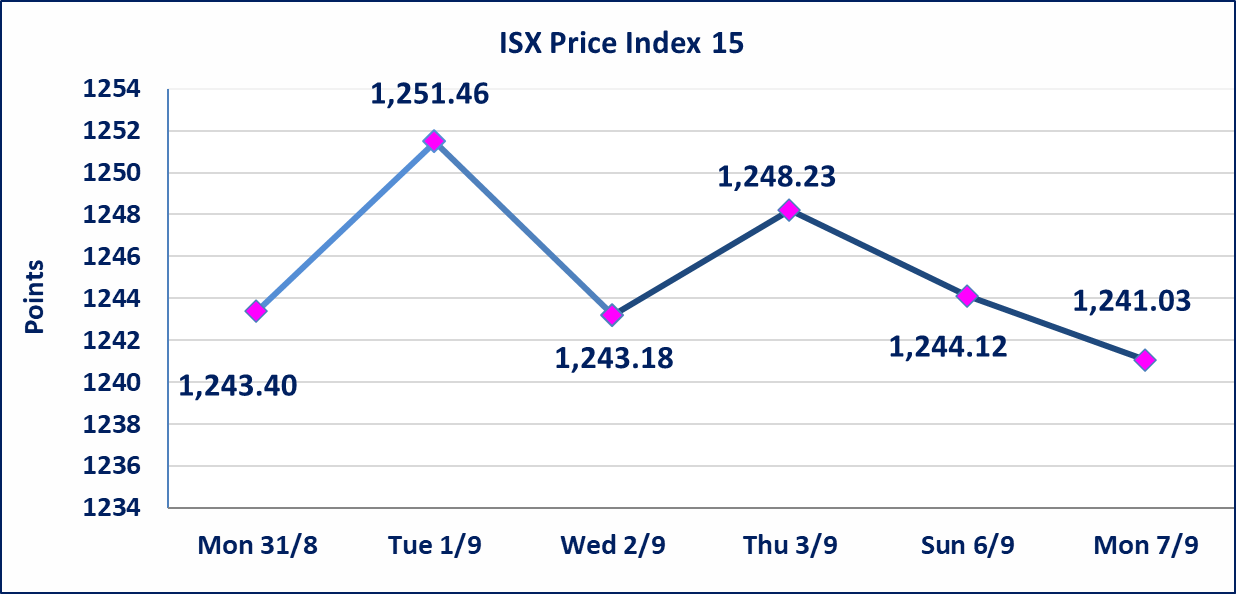 ISX Price Index 15
1254
1252
1250
1248
1246
1244
1242
1240
1238
1236
1234
Points
1,243.40
1,251.46
1,243.18
1,248.23
1,244.12
1,241.03
Mon 31/8
Tue 1/9
Wed 2/9
Thu 3/9
Sun 6/9
Mon 7/9